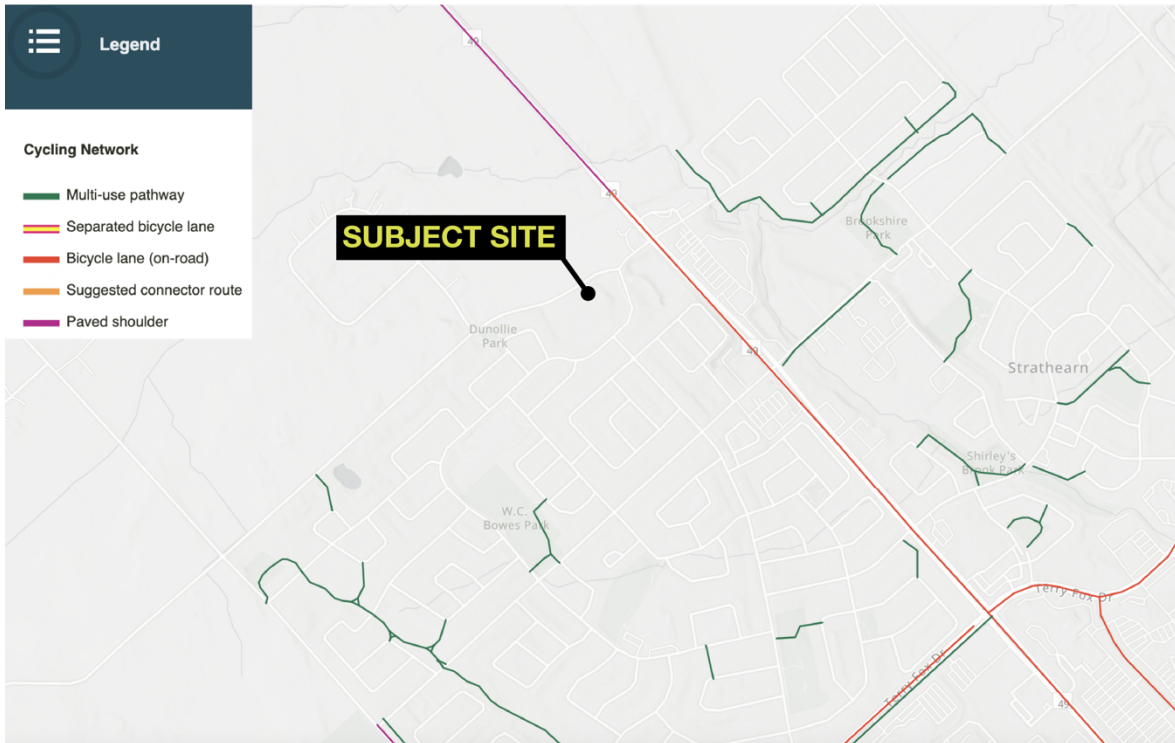 Legend
Cycling Network
Multi-use pathway
Separated bicycle lane
Bicycle lane (on-road)
Suggested connector route
Paved shoulder
49
49
SUBJECT SITE
Brookshire
Park
Dunollie
Park
49
Strathearn
Shirley's
Brook Park
W.C.
Bowes Park
Terry Fox Dr
Terry Fox Dr
49